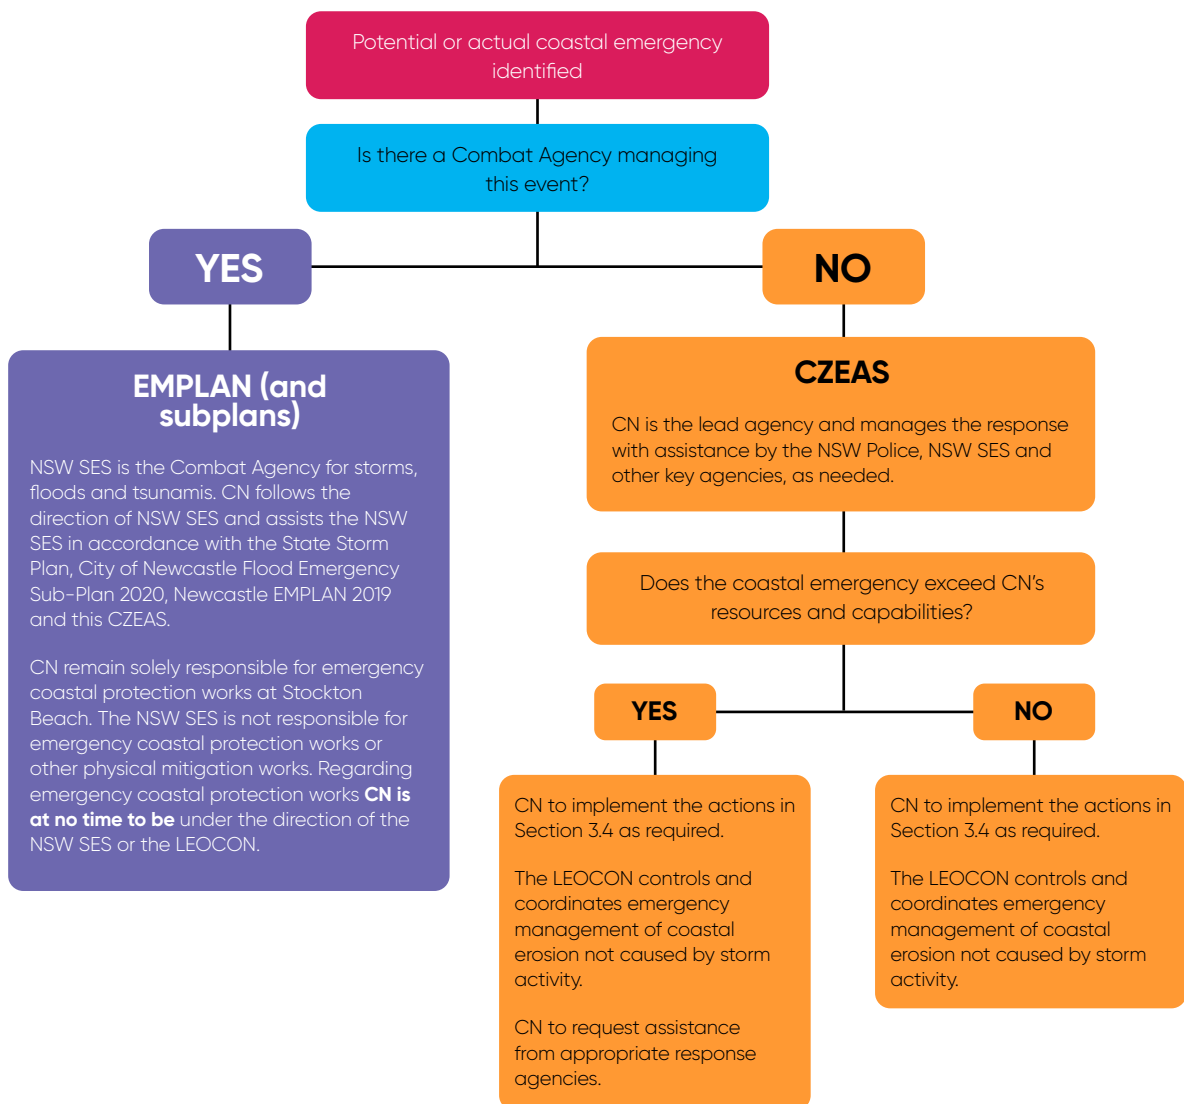 Potential or actual coastal emergency
identified
Is there a Combat Agency managing
this event?
YES
NO
EMPLAN (and
subplans)
NSW SES is the Combat Agency for storms,
floods and tsunamis. CN follows the
direction of NSW SES and assists the NSW
SES in accordance with the State Storm
Plan, City of Newcastle Flood Emergency
Sub-Plan 2020, Newcastle EMPLAN 2019
and this CZEAS.
CN remain solely responsible for emergency
coastal protection works at Stockton
Beach. The NSW SES is not responsible for
emergency coastal protection works or
other physical mitigation works. Regarding
emergency coastal protection works CN is
at no time to be under the direction of the
NSW SES or the LEOCON.
CZEAS
CN is the lead agency and manages the response
with assistance by the NSW Police, NSW SES and
other key agencies, as needed.
Does the coastal emergency exceed CN's
resources and capabilities?
YES
NO
CN to implement the actions in
Section 3.4 as required.
The LEOCON controls and
coordinates emergency
management of coastal
erosion not caused by storm
activity.
CN to request assistance
from appropriate response
agencies.
CN to implement the actions in
Section 3.4 as required.
The LEOCON controls and
coordinates emergency
management of coastal
erosion not caused by storm
activity.